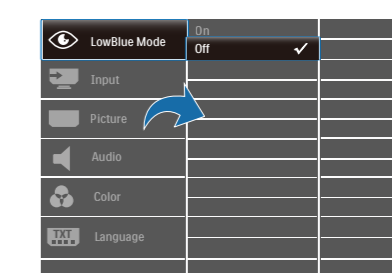 LowBlue Mode
On
Off
Input
Picture
Audio
Color
TXT
Language